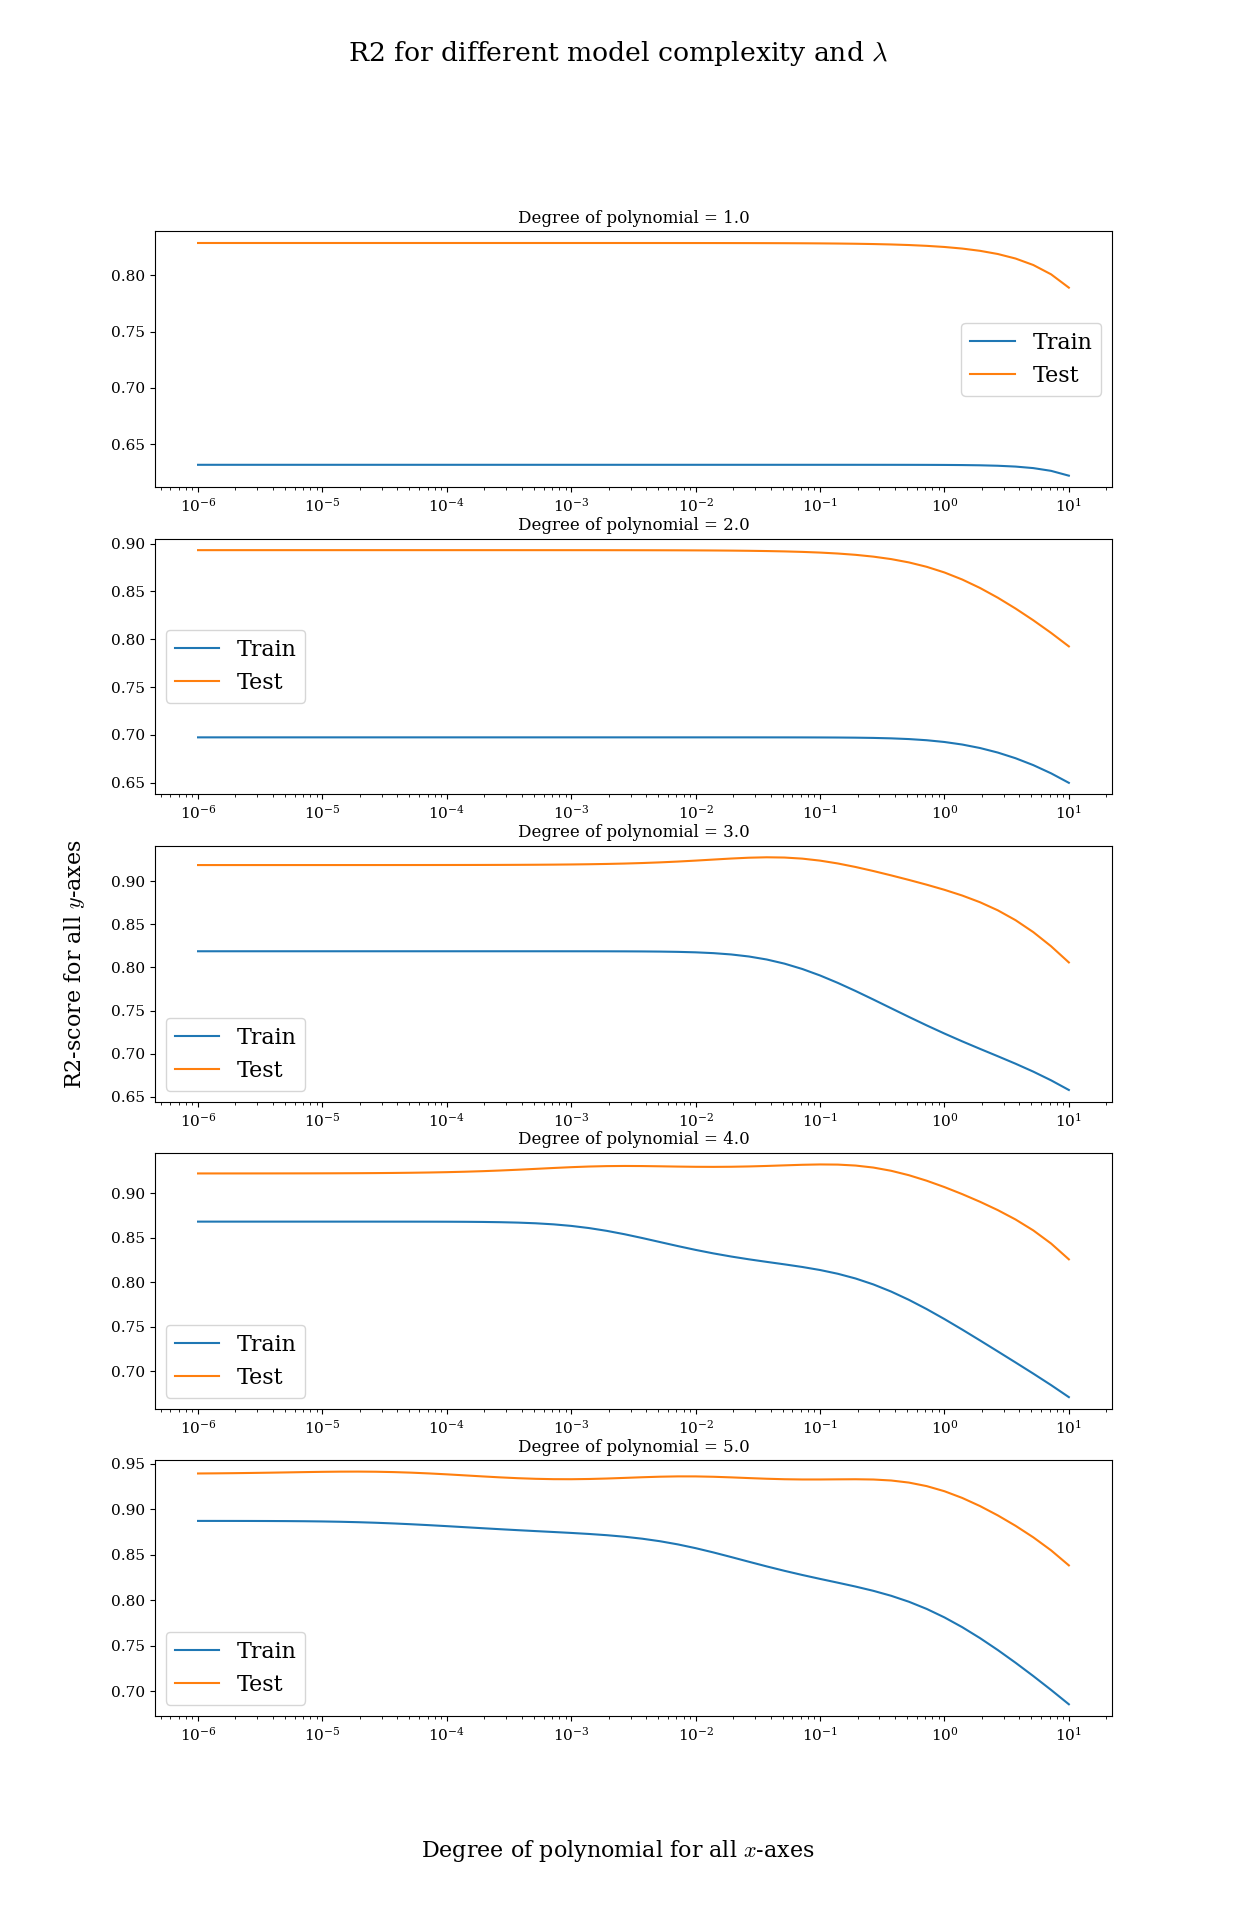 R2 for different model complexity and λ
Degree of polynomial = 1.0
0.80
0.75
0.70
0.65
Train
Test
10⁻⁶ 10⁻⁵ 10⁻⁴ 10⁻³ 10⁻² 10⁻¹ 10⁰ 10¹
Degree of polynomial = 2.0
0.90
0.85
0.80
0.75
0.70
0.65
Train
Test
10⁻⁶ 10⁻⁵ 10⁻⁴ 10⁻³ 10⁻² 10⁻¹ 10⁰ 10¹
Degree of polynomial = 3.0
0.90
0.85
0.80
0.75
0.70
0.65
Train
Test
10⁻⁶ 10⁻⁵ 10⁻⁴ 10⁻³ 10⁻² 10⁻¹ 10⁰ 10¹
R2-score for all y-axes
Degree of polynomial = 4.0
0.90
0.85
0.80
0.75
0.70
Train
Test
10⁻⁶ 10⁻⁵ 10⁻⁴ 10⁻³ 10⁻² 10⁻¹ 10⁰ 10¹
Degree of polynomial = 5.0
0.95
0.90
0.85
0.80
0.75
0.70
Train
Test
10⁻⁶ 10⁻⁵ 10⁻⁴ 10⁻³ 10⁻² 10⁻¹ 10⁰ 10¹
Degree of polynomial for all x-axes